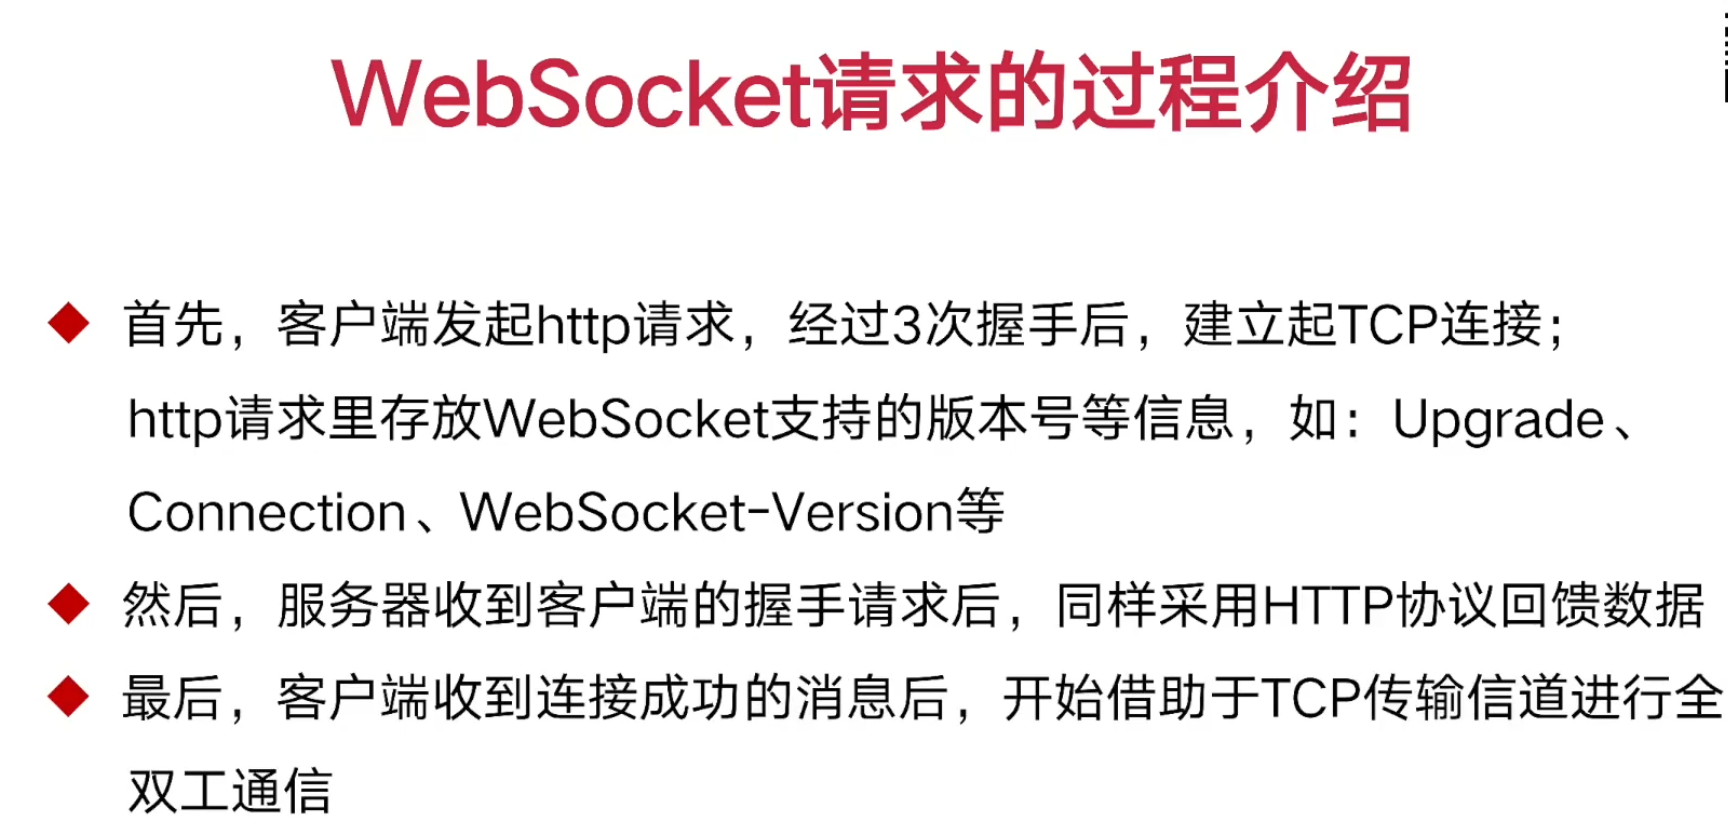 WebSocket请求的过程介绍
首先，客户端发起http请求，经过3次握手后，建立起TCP连接；
http请求里存放WebSocket支持的版本号等信息，如：Upgrade、
Connection、WebSocket-Version等
然后，服务器收到客户端的握手请求后，同样采用HTTP协议回馈数据
最后，客户端收到连接成功的消息后，开始借助于TCP传输信道进行全
双工通信